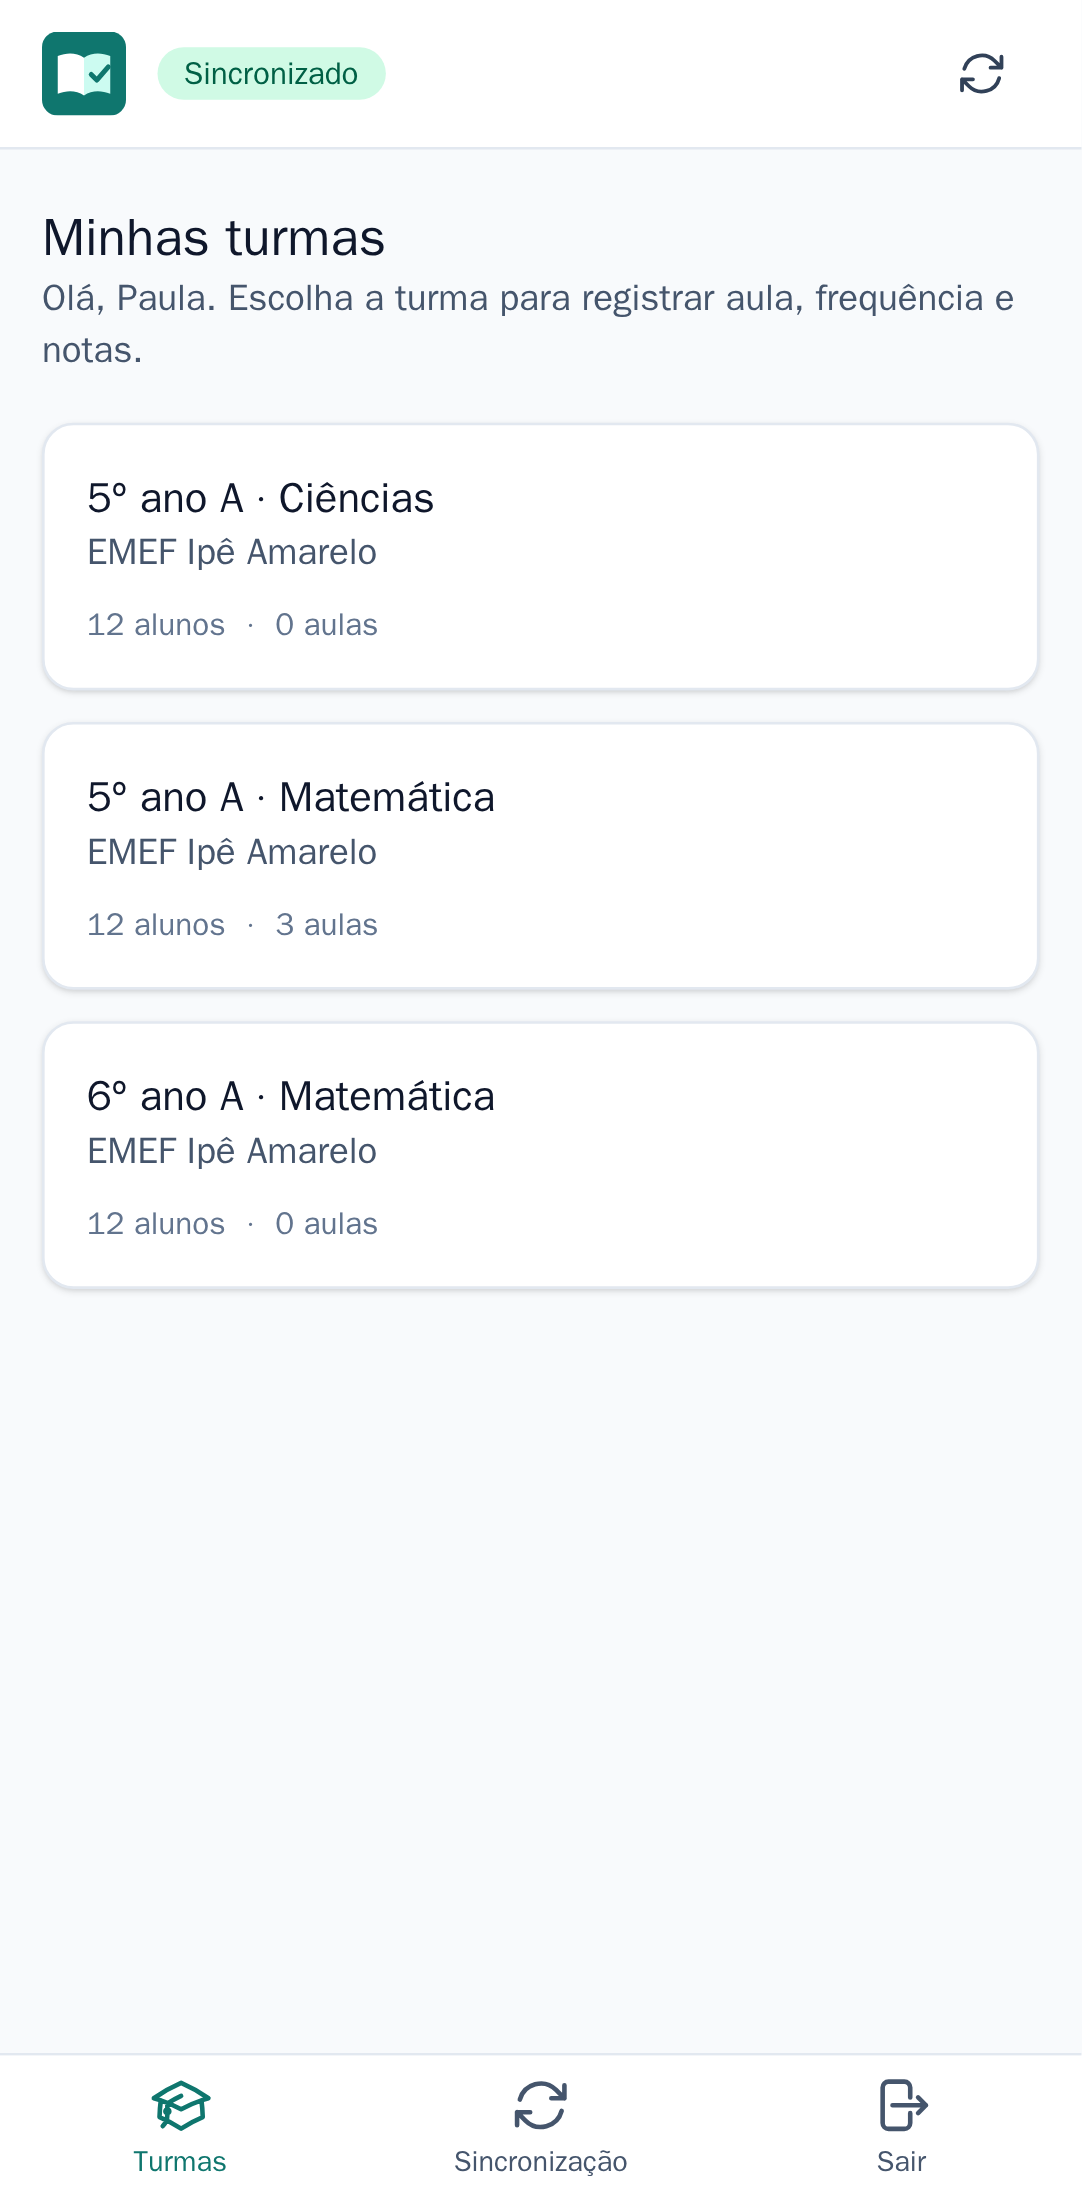 Sincronizado
Minhas turmas
Olá, Paula. Escolha a turma para registrar aula, frequência e
notas.
5º ano A · Ciências
EMEF Ipê Amarelo
12 alunos · 0 aulas
5º ano A · Matemática
EMEF Ipê Amarelo
12 alunos · 3 aulas
6º ano A · Matemática
EMEF Ipê Amarelo
12 alunos · 0 aulas
Turmas
Sincronização
Sair